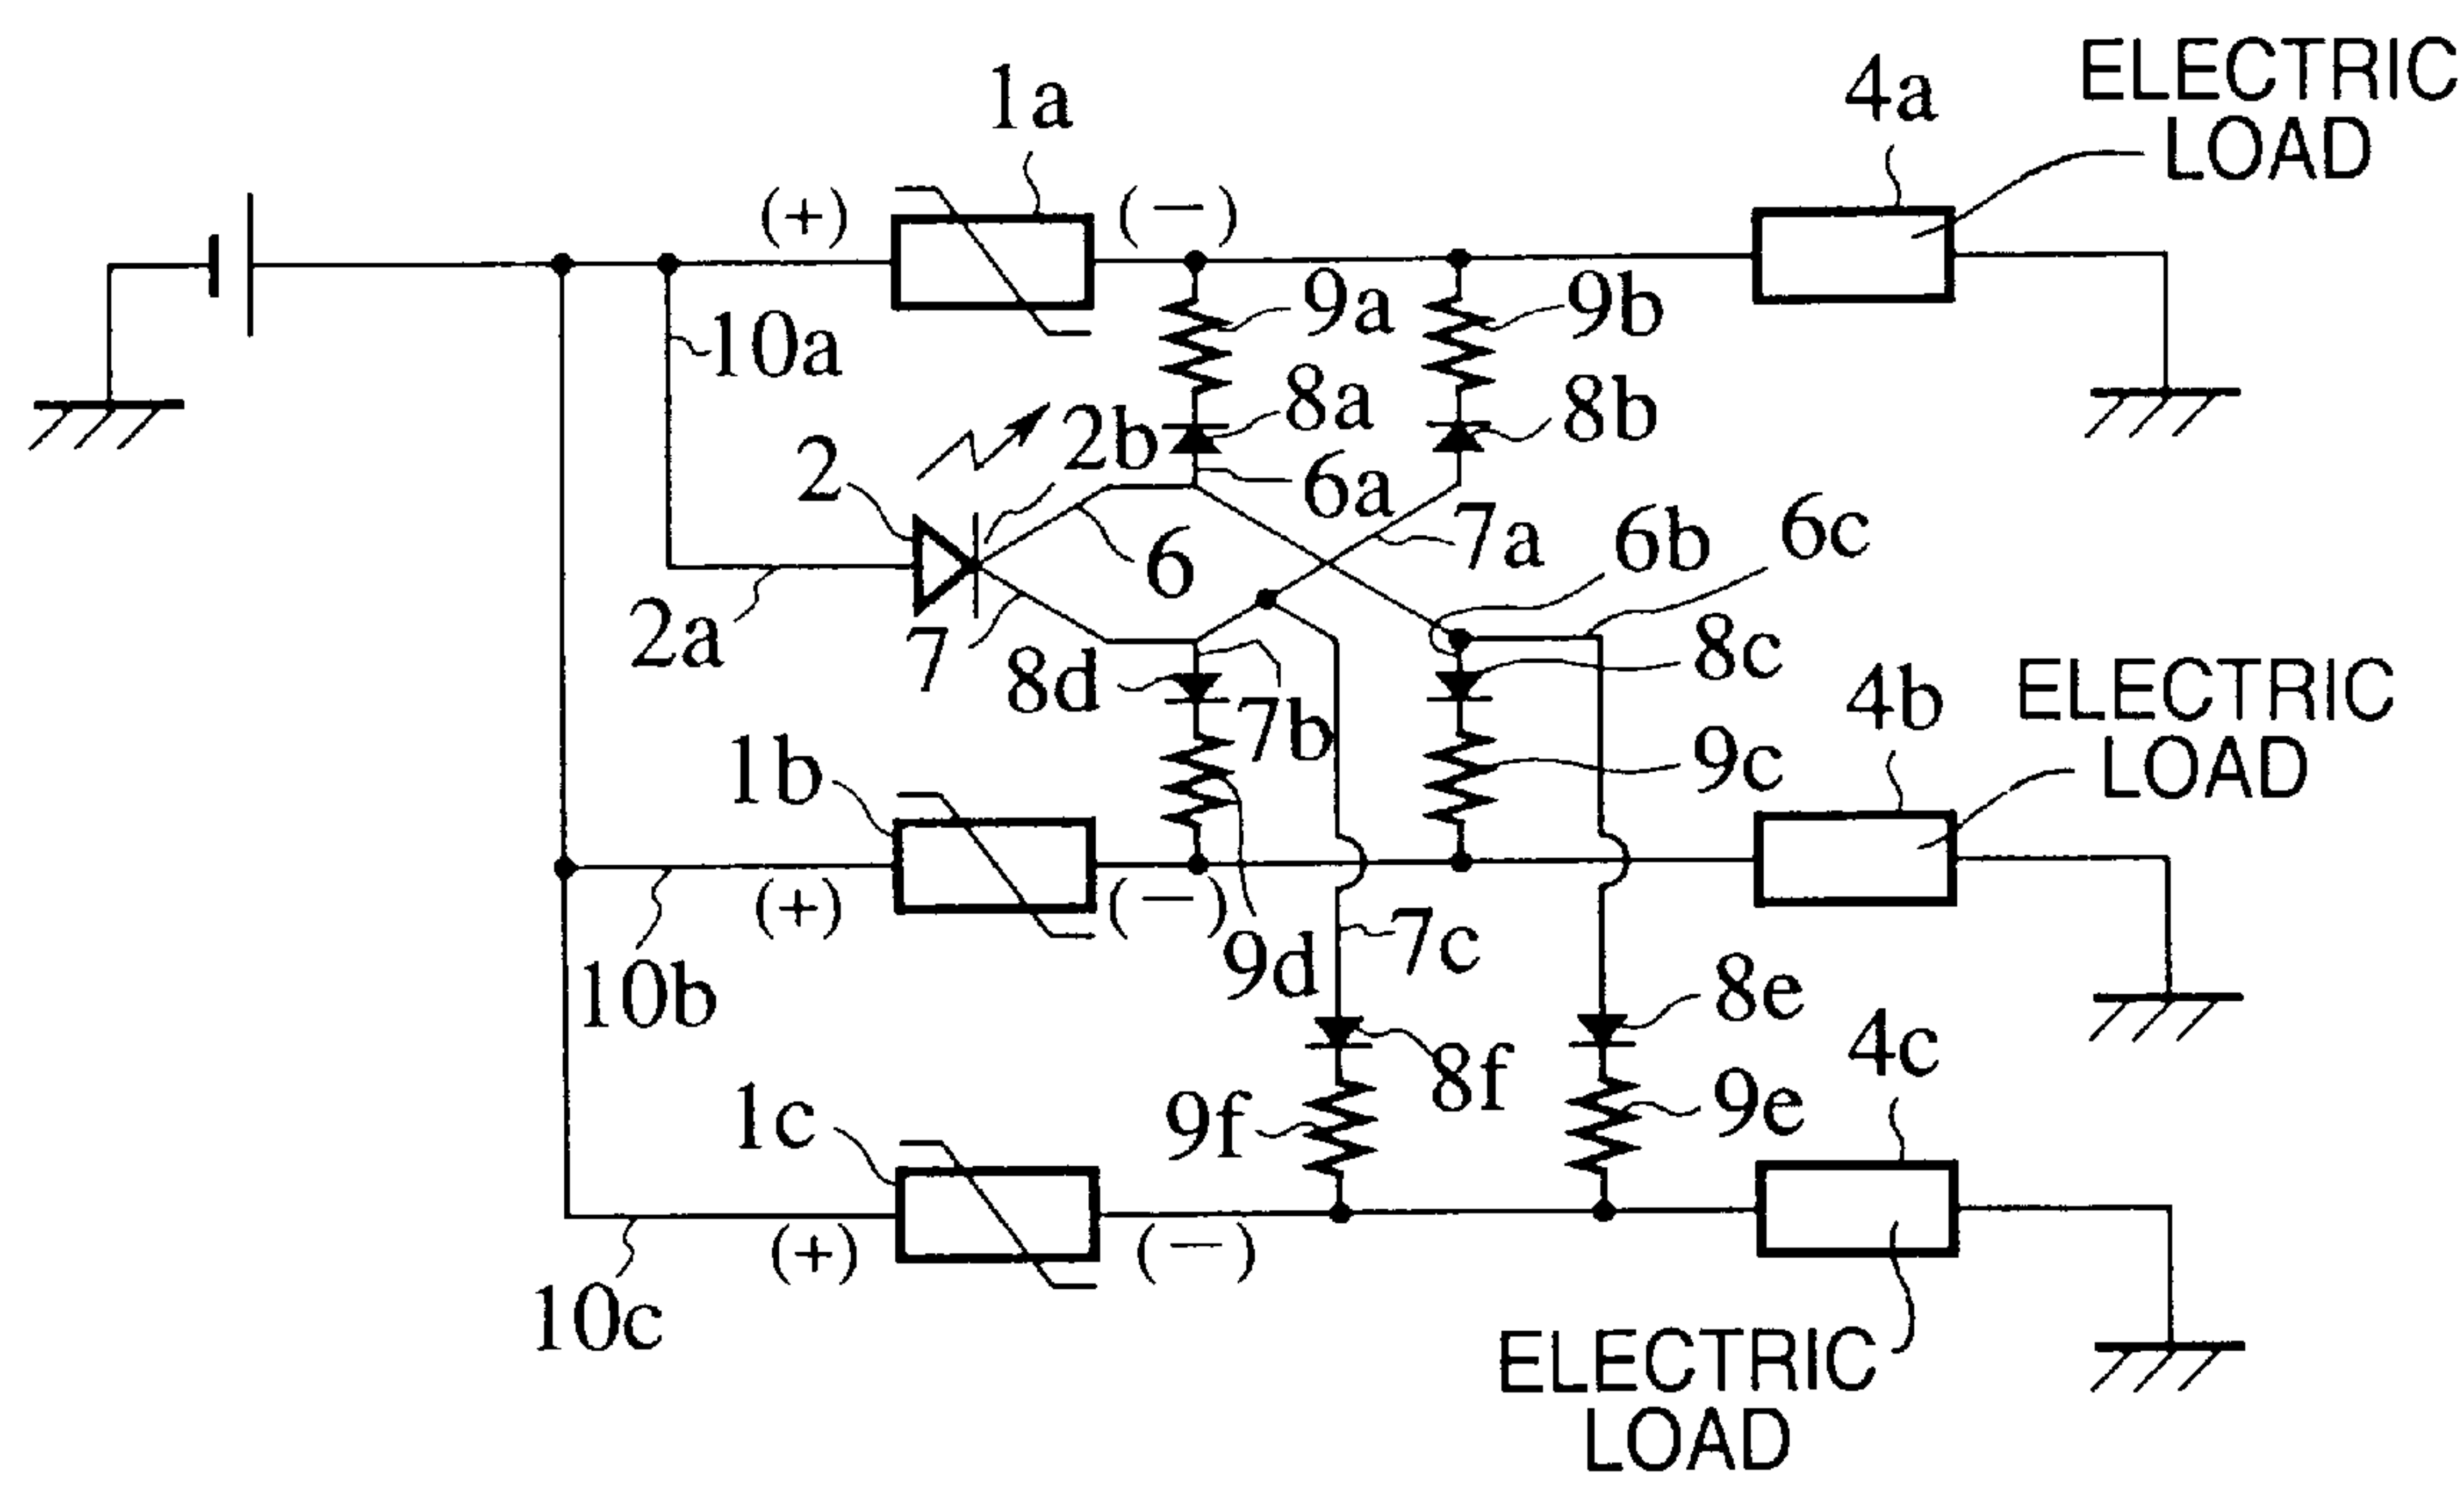 ELECTRIC
LOAD
4a
1a
(+)
(—)
9a
9b
10a
8a
8b
2
2b
6a
7a
6b
6c
6
2a
7
8d
8c
7b
4b
ELECTRIC
LOAD
1b
9c
(+)
(—)
10b
9d
7c
8e
4c
8f
1c
9f
9e
(+)
(—)
10c
ELECTRIC
LOAD